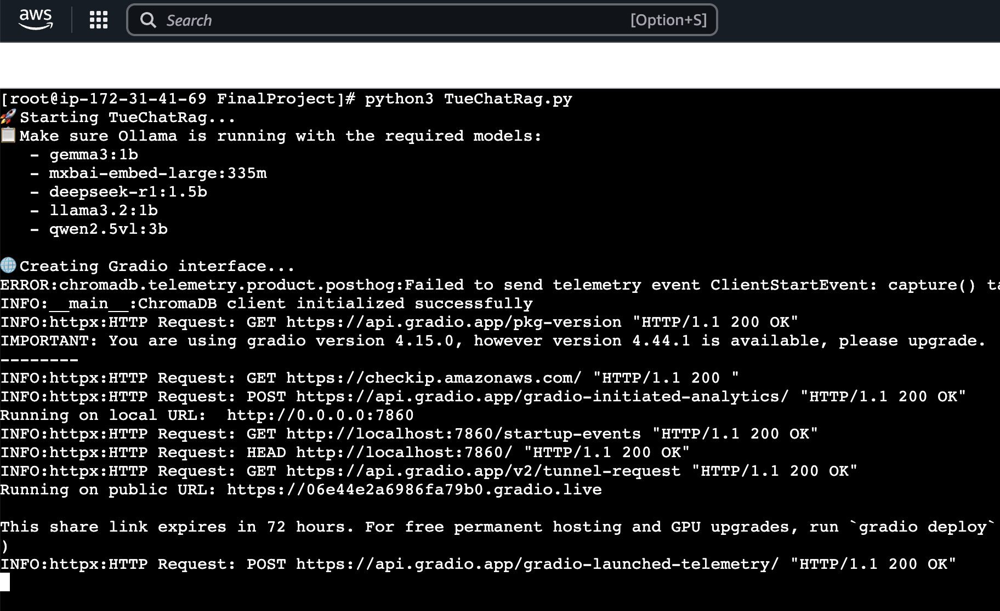 aws
Search [Option+S]
[root@ip-172-31-41-69 FinalProject]# python3 TueChatRag.py
🚀Starting TueChatRag...
📋Make sure Ollama is running with the required models:
   - gemma3:1b
   - mxbai-embed-large:335m
   - deepseek-r1:1.5b
   - llama3.2:1b
   - qwen2.5vl:3b
🌐Creating Gradio interface...
ERROR:chromadb.telemetry.product.posthog:Failed to send telemetry event ClientStartEvent: capture()
INFO:__main__:ChromaDB client initialized successfully
INFO:httpx:HTTP Request: GET https://api.gradio.app/pkg-version "HTTP/1.1 200 OK"
IMPORTANT: You are using gradio version 4.15.0, however version 4.44.1 is available, please upgrade.
--------
INFO:httpx:HTTP Request: GET https://checkip.amazonaws.com/ "HTTP/1.1 200 "
INFO:httpx:HTTP Request: POST https://api.gradio.app/gradio-initiated-analytics/ "HTTP/1.1 200 OK"
Running on local URL:  http://0.0.0.0:7860
INFO:httpx:HTTP Request: GET http://localhost:7860/startup-events "HTTP/1.1 200 OK"
INFO:httpx:HTTP Request: HEAD http://localhost:7860/ "HTTP/1.1 200 OK"
INFO:httpx:HTTP Request: GET https://api.gradio.app/v2/tunnel-request "HTTP/1.1 200 OK"
Running on public URL: https://06e44e2a6986fa79b0.gradio.live
This share link expires in 72 hours. For free permanent hosting and GPU upgrades, run `gradio deploy`
)
INFO:httpx:HTTP Request: POST https://api.gradio.app/gradio-launched-telemetry/ "HTTP/1.1 200 OK"